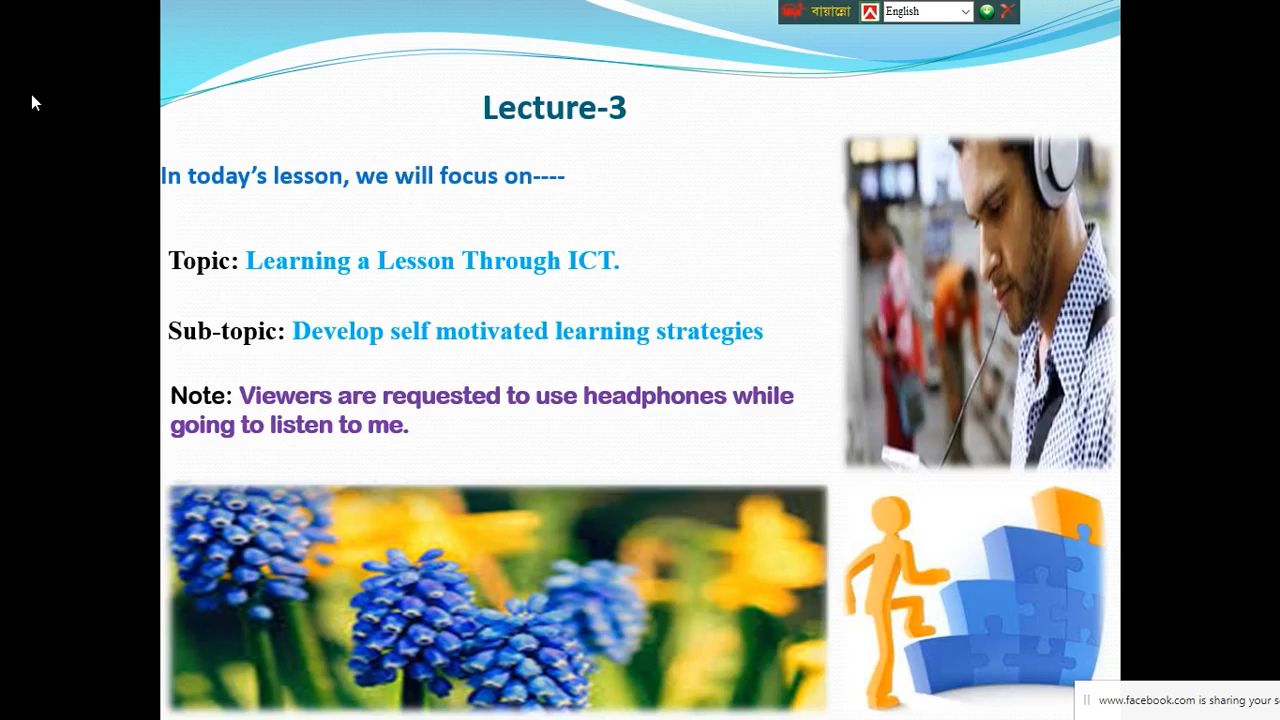 বায়ান্নো
English
Lecture-3
In today's lesson, we will focus on----
Topic: Learning a Lesson Through ICT.
Sub-topic: Develop self motivated learning strategies
Note: Viewers are requested to use headphones while
going to listen to me.
www.facebook.com is sharing your s